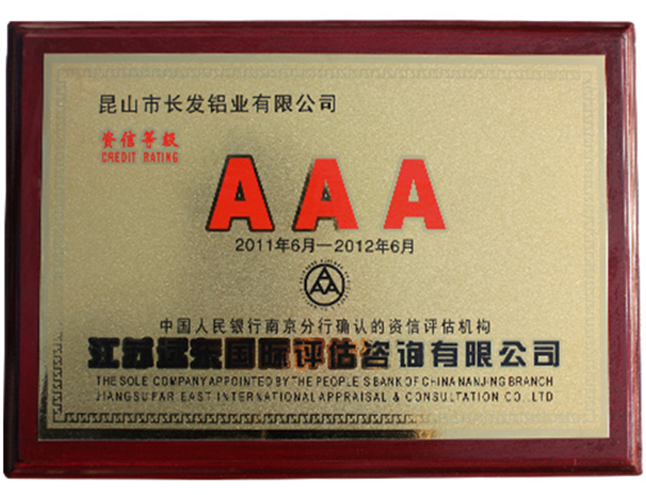 昆山市长发铝业有限公司
资信等级
CREDIT RATING
AAA
2011年6月—2012年6月
中国人民银行南京分行确认的资信评估机构
江苏远东国际评估咨询有限公司
THE SOLE COMPANY APPOINTED BY THE PEOPLE'S BANK OF CHINA NANJING BRANCH
JIANGSU FAR EAST INTERNATIONAL APPRAISAL & CONSULTATION CO. LTD